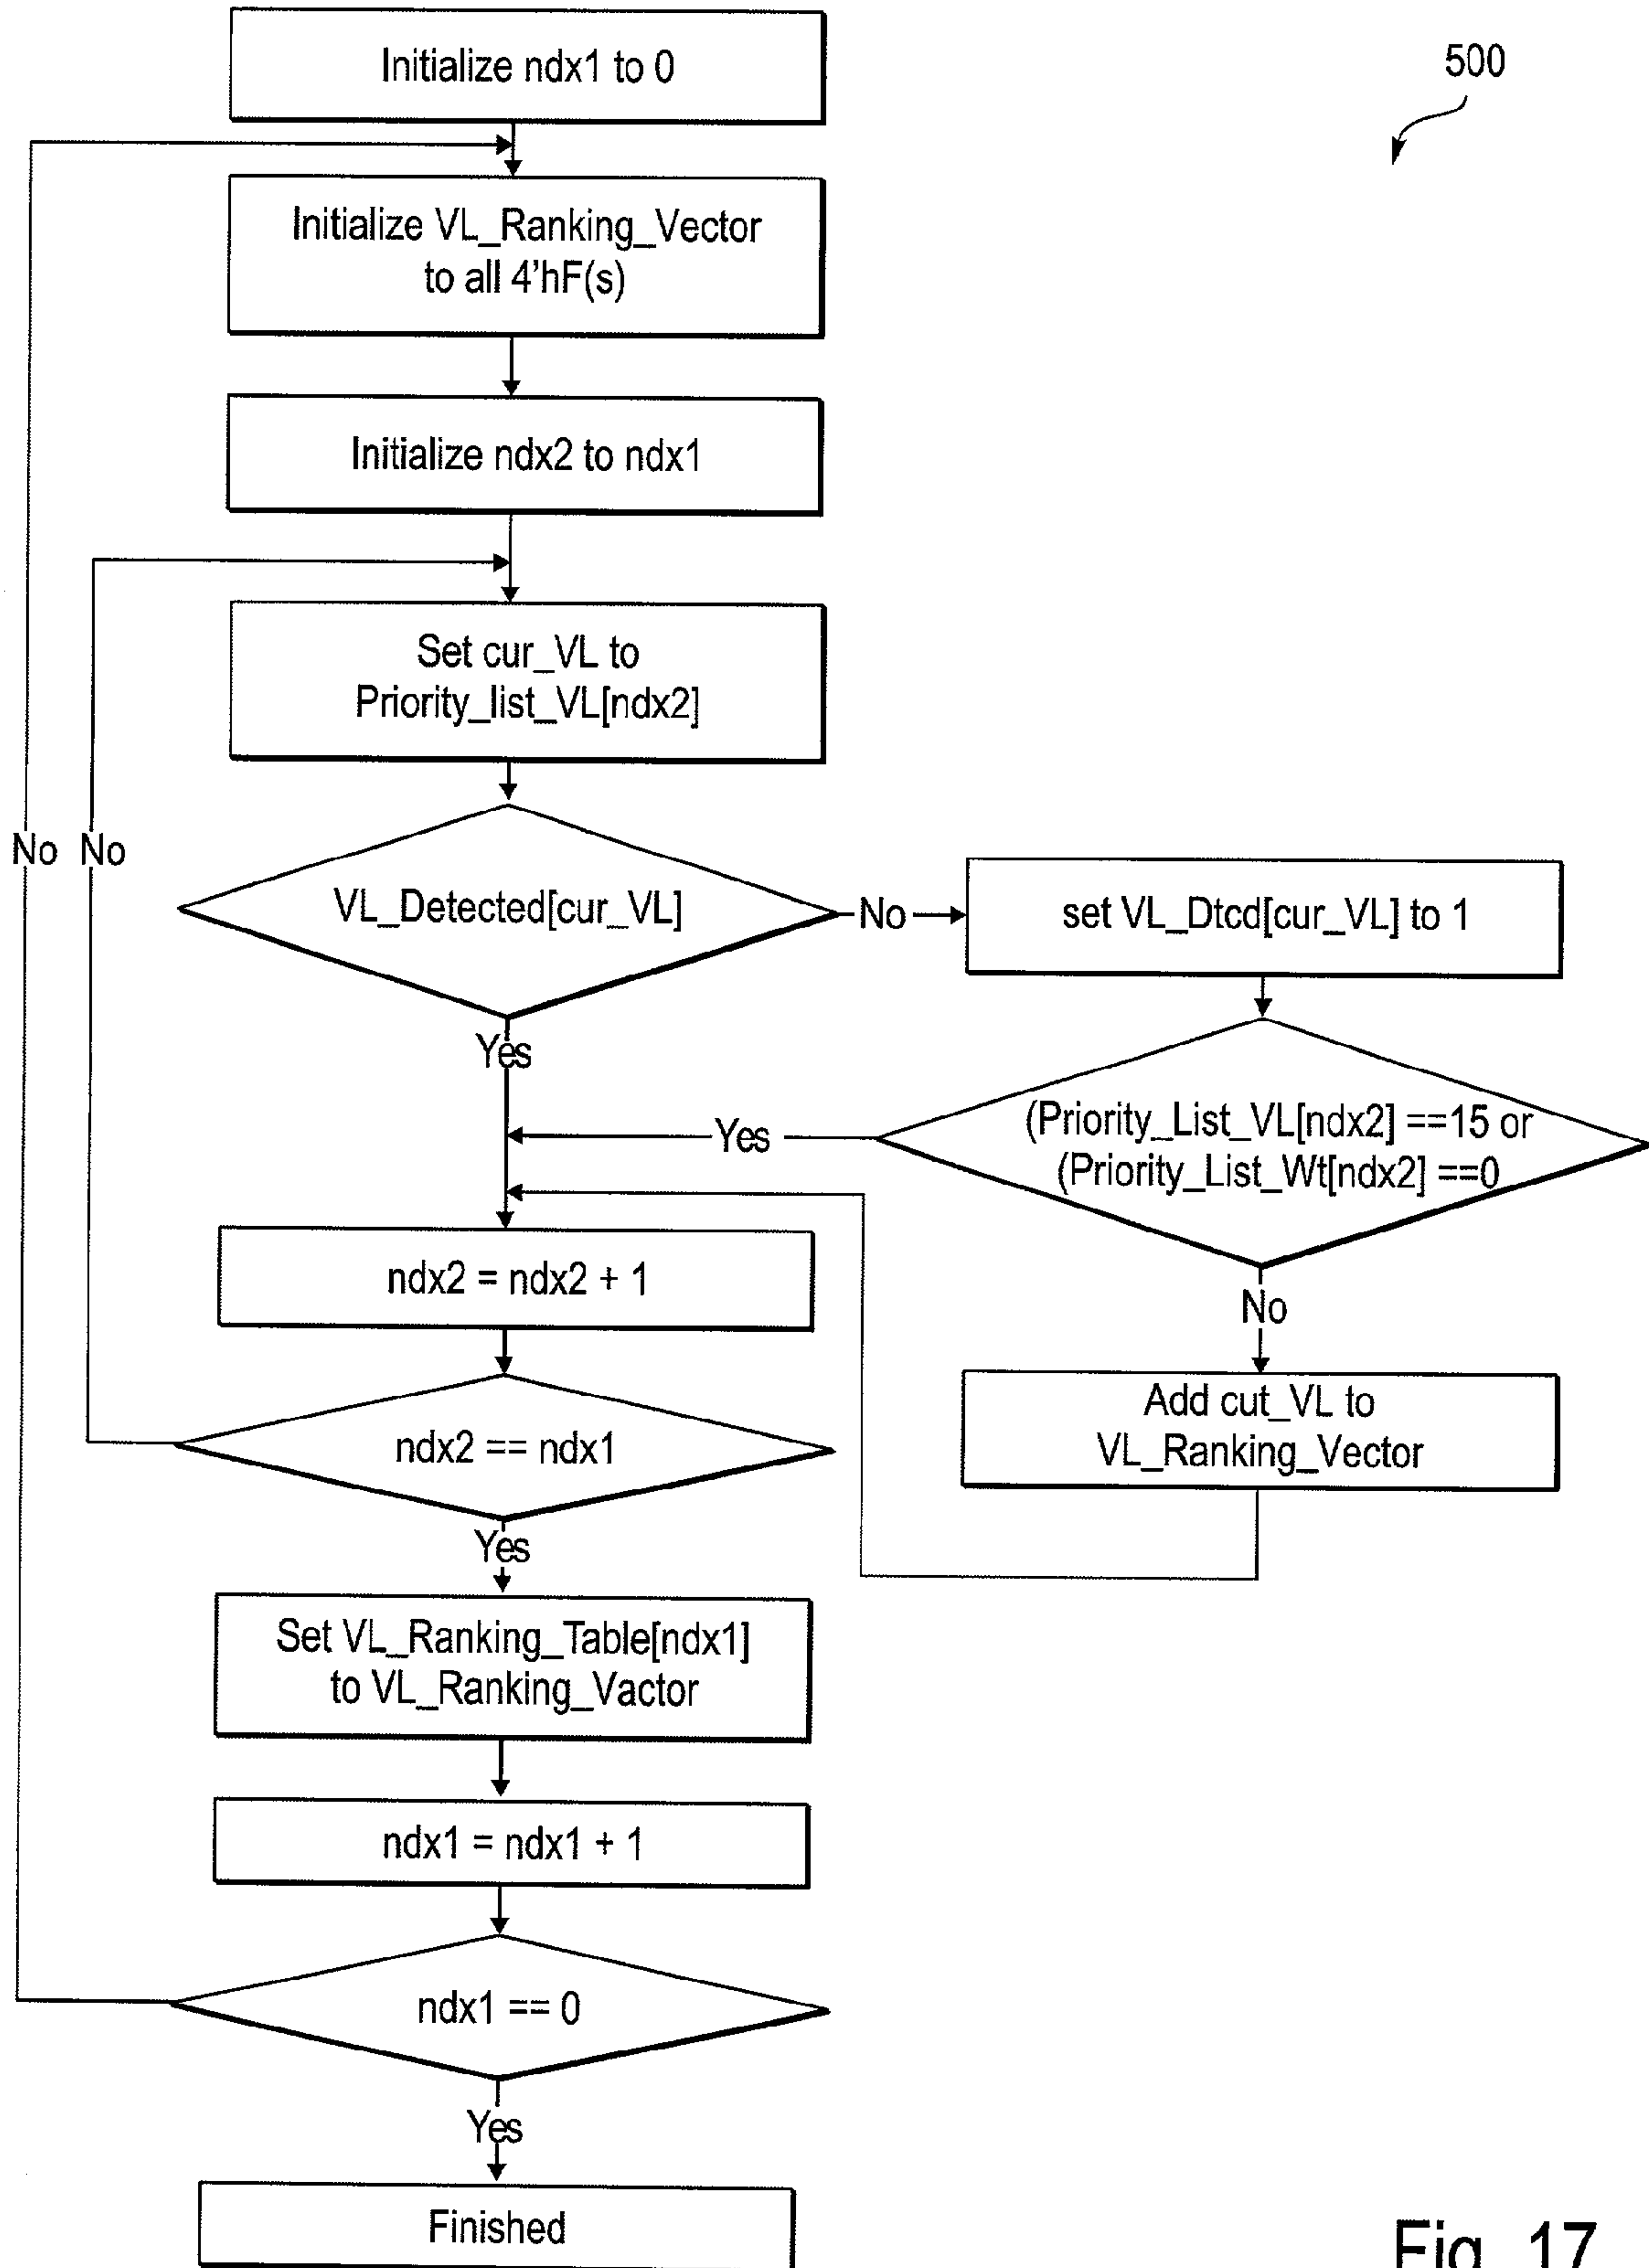 Initialize ndx1 to 0
500
Initialize VL_Ranking_Vector
to all 4'hF(s)
Initialize ndx2 to ndx1
Set cur_VL to
Priority_list_VL[ndx2]
No No
VL_Detected[cur_VL]
No
set VL_Dtcd[cur_VL] to 1
Yes
(Priority_List_VL[ndx2] ==15 or
(Priority_List_Wt[ndx2] ==0
Yes
ndx2 = ndx2 + 1
No
Add cut_VL to
VL_Ranking_Vector
ndx2 == ndx1
Yes
Set VL_Ranking_Table[ndx1]
to VL_Ranking_Vactor
ndx1 = ndx1 + 1
ndx1 == 0
Yes
Finished
Fig. 17